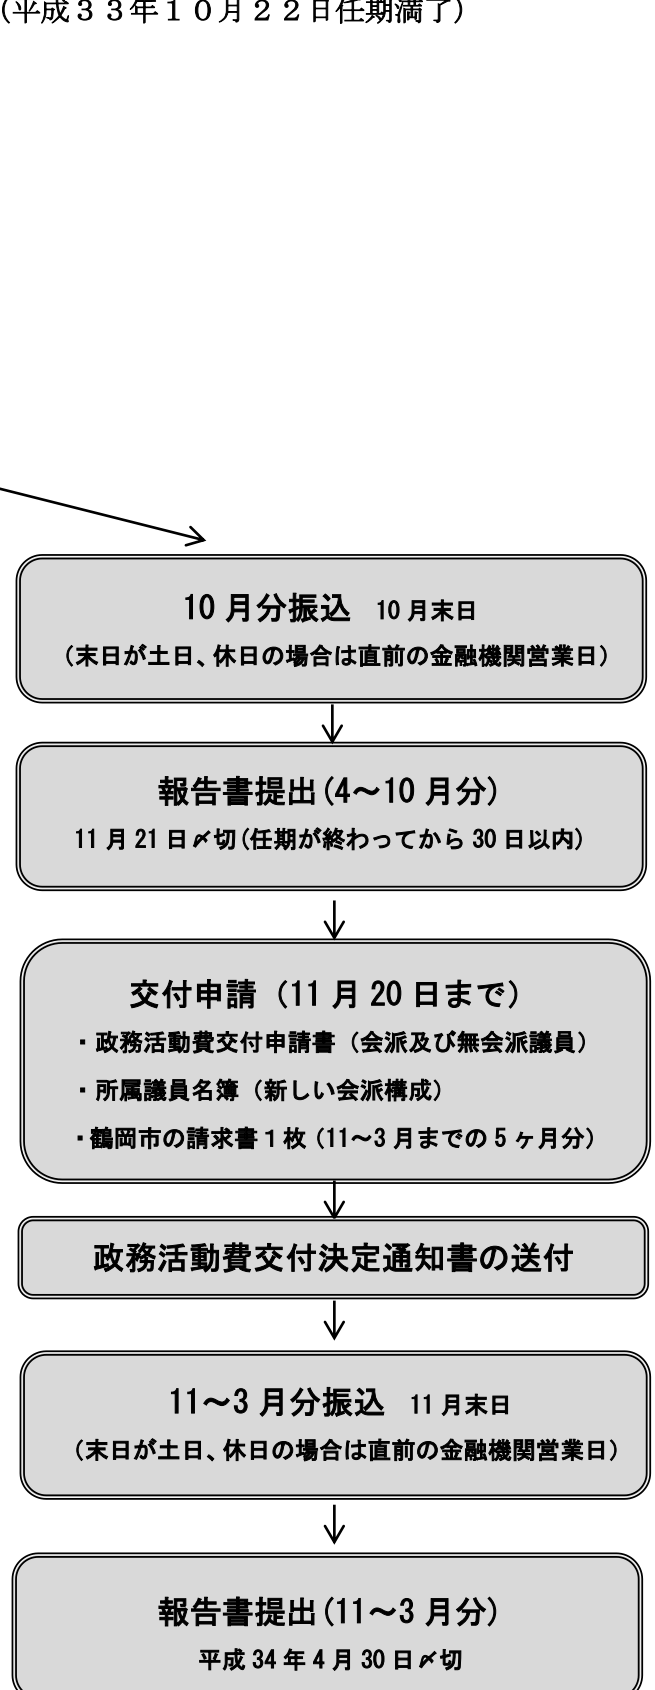 (平成３３年１０月２２日任期満了)
10 月分振込　10 月末日
（末日が土日、休日の場合は直前の金融機関営業日）
報告書提出(4～10 月分)
11 月 21 日〆切(任期が終わってから 30 日以内)
交付申請（11 月 20 日まで）
・政務活動費交付申請書（会派及び無会派議員）
・所属議員名簿（新しい会派構成）
・鶴岡市の請求書１枚（11～3 月までの 5 ヶ月分）
政務活動費交付決定通知書の送付
11～3 月分振込　11 月末日
（末日が土日、休日の場合は直前の金融機関営業日）
報告書提出(11～3 月分)
平成 34 年 4 月 30 日〆切